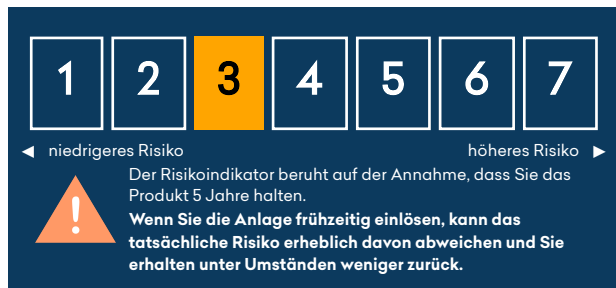 1 2 3 4 5 6 7
◄ niedrigeres Risiko höheres Risiko ►
Der Risikoindikator beruht auf der Annahme, dass Sie das
Produkt 5 Jahre halten.
Wenn Sie die Anlage frühzeitig einlösen, kann das
tatsächliche Risiko erheblich davon abweichen und Sie
erhalten unter Umständen weniger zurück.